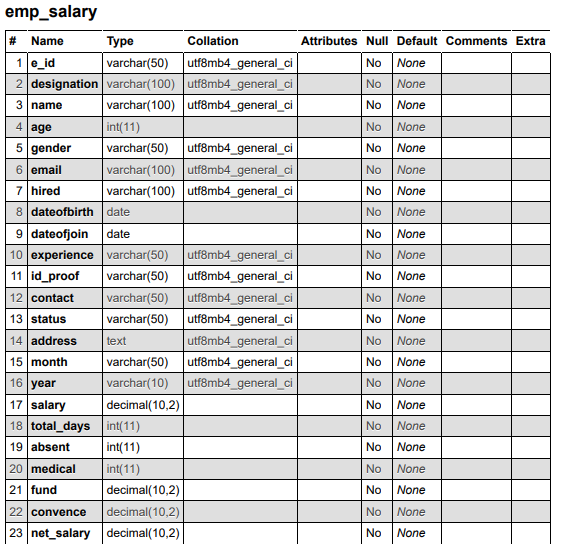 emp_salary
# Name Type Collation Attributes Null Default Comments Extra
1 e_id varchar(50) utf8mb4_general_ci No None
2 designation varchar(100) utf8mb4_general_ci No None
3 name varchar(100) utf8mb4_general_ci No None
4 age int(11) No None
5 gender varchar(50) utf8mb4_general_ci No None
6 email varchar(100) utf8mb4_general_ci No None
7 hired varchar(100) utf8mb4_general_ci No None
8 dateofbirth date No None
9 dateofjoin date No None
10 experience varchar(50) utf8mb4_general_ci No None
11 id_proof varchar(50) utf8mb4_general_ci No None
12 contact varchar(50) utf8mb4_general_ci No None
13 status varchar(50) utf8mb4_general_ci No None
14 address text utf8mb4_general_ci No None
15 month varchar(50) utf8mb4_general_ci No None
16 year varchar(10) utf8mb4_general_ci No None
17 salary decimal(10,2) No None
18 total_days int(11) No None
19 absent int(11) No None
20 medical int(11) No None
21 fund decimal(10,2) No None
22 convence decimal(10,2) No None
23 net_salary decimal(10,2) No None